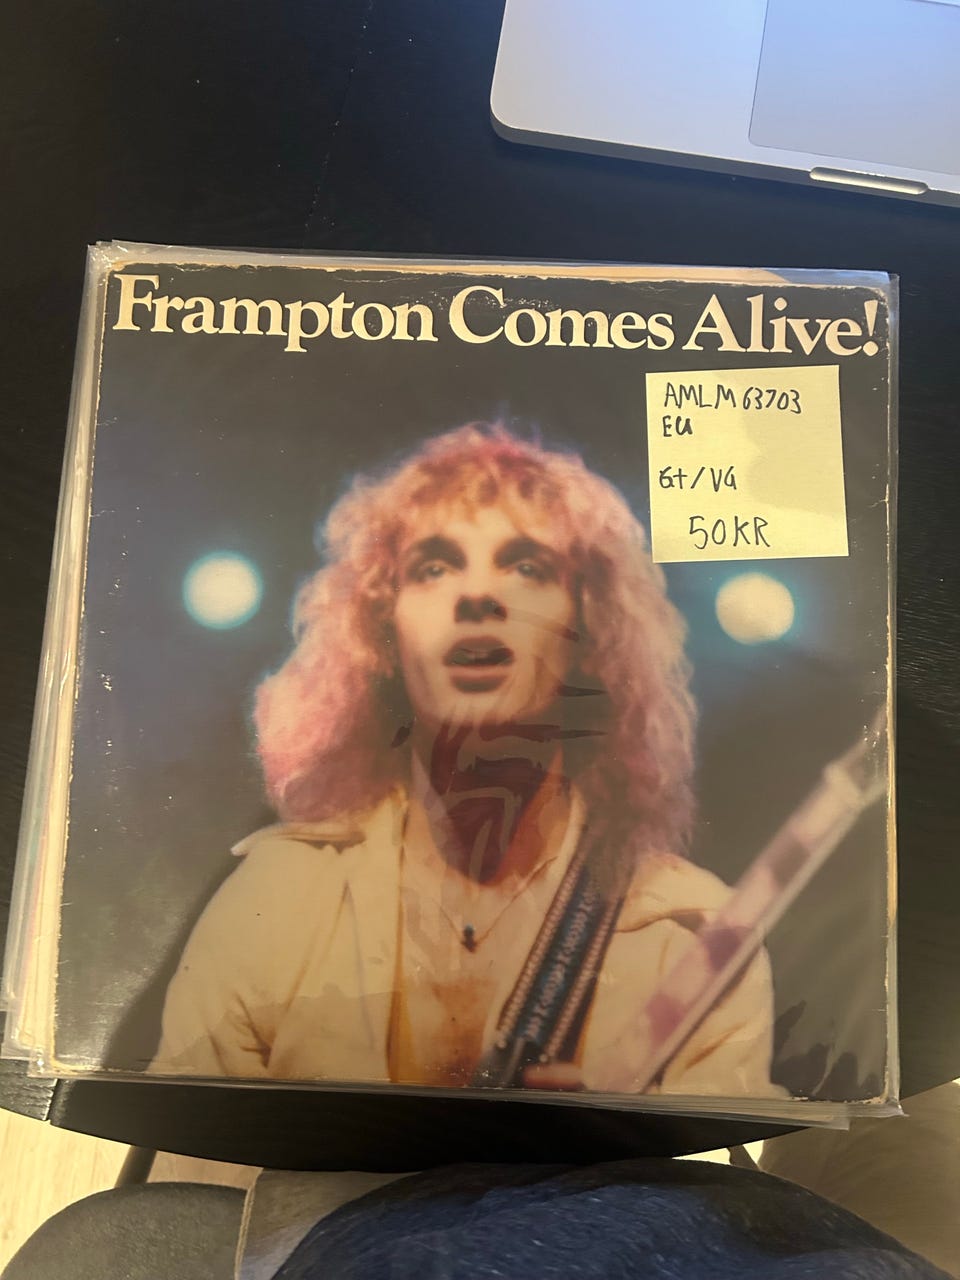 Frampton Comes Alive!
AMLM 63703
EU
G+/VG
50KR